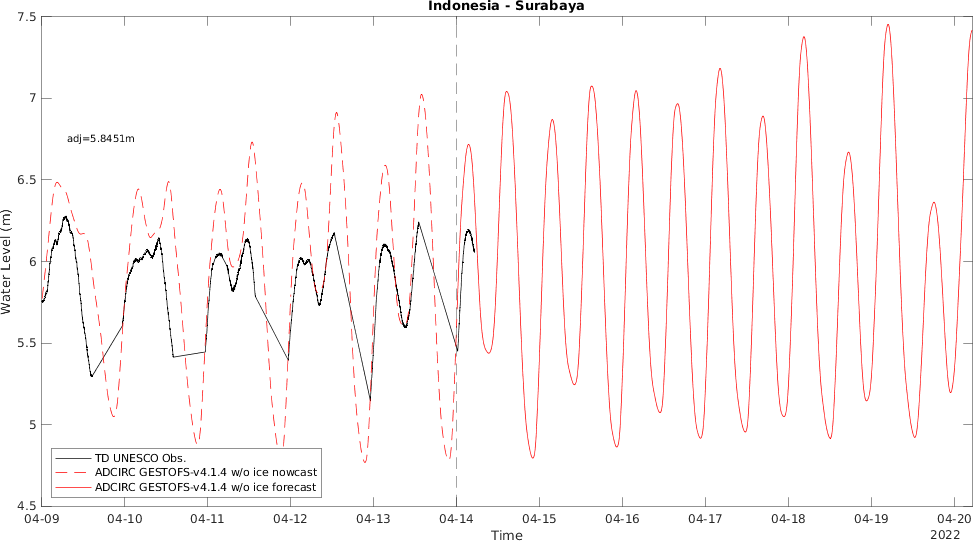 Indonesia - Surabaya
7.5
7
6.5
6
5.5
5
4.5
Water Level (m)
adj=5.8451m
TD UNESCO Obs.
ADCIRC GESTOFS-v4.1.4 w/o ice nowcast
ADCIRC GESTOFS-v4.1.4 w/o ice forecast
04-09 04-10 04-11 04-12 04-13 04-14 04-15 04-16 04-17 04-18 04-19 04-20
2022
Time